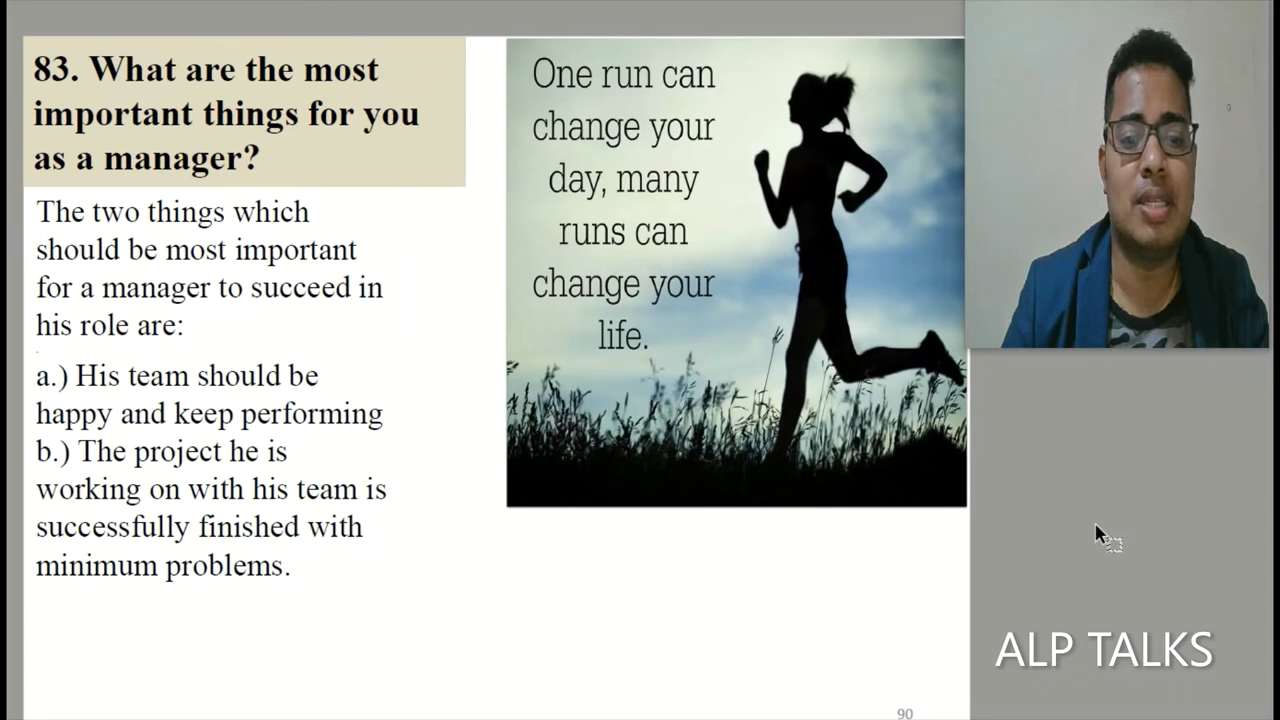 83. What are the most
important things for you
as a manager?
The two things which
should be most important
for a manager to succeed in
his role are:
a.) His team should be
happy and keep performing
b.) The project he is
working on with his team is
successfully finished with
minimum problems.
One run can
change your
day, many
runs can
change your
life.
ALP TALKS
90